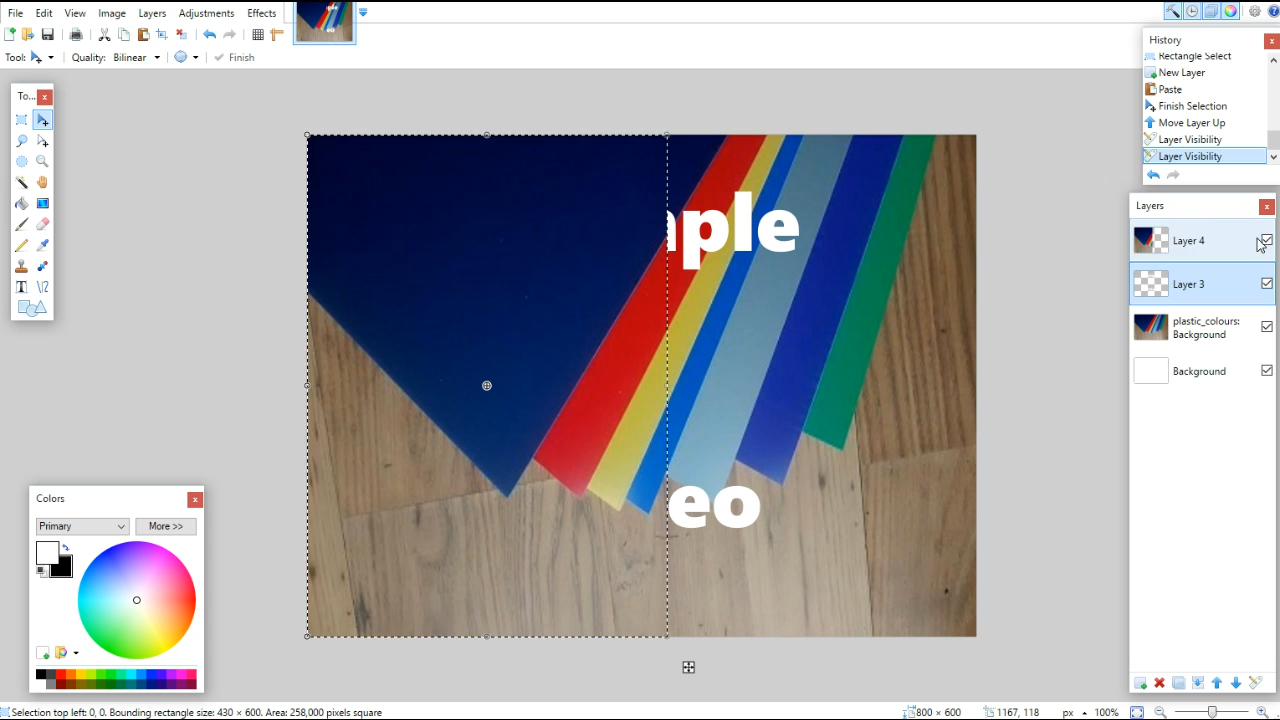 File Edit View Image Layers Adjustments Effects
Tool: Quality: Bilinear Finish
To...
History
Rectangle Select
New Layer
Paste
Finish Selection
Move Layer Up
Layer Visibility
Layer Visibility
Layers
Layer 4
Layer 3
plastic_colours:
Background
Background
ple
eo
Colors
Primary More >>
Selection top left: 0, 0. Bounding rectangle size: 430 × 600. Area: 258,000 pixels square 800 × 600 1167, 118 px 100%